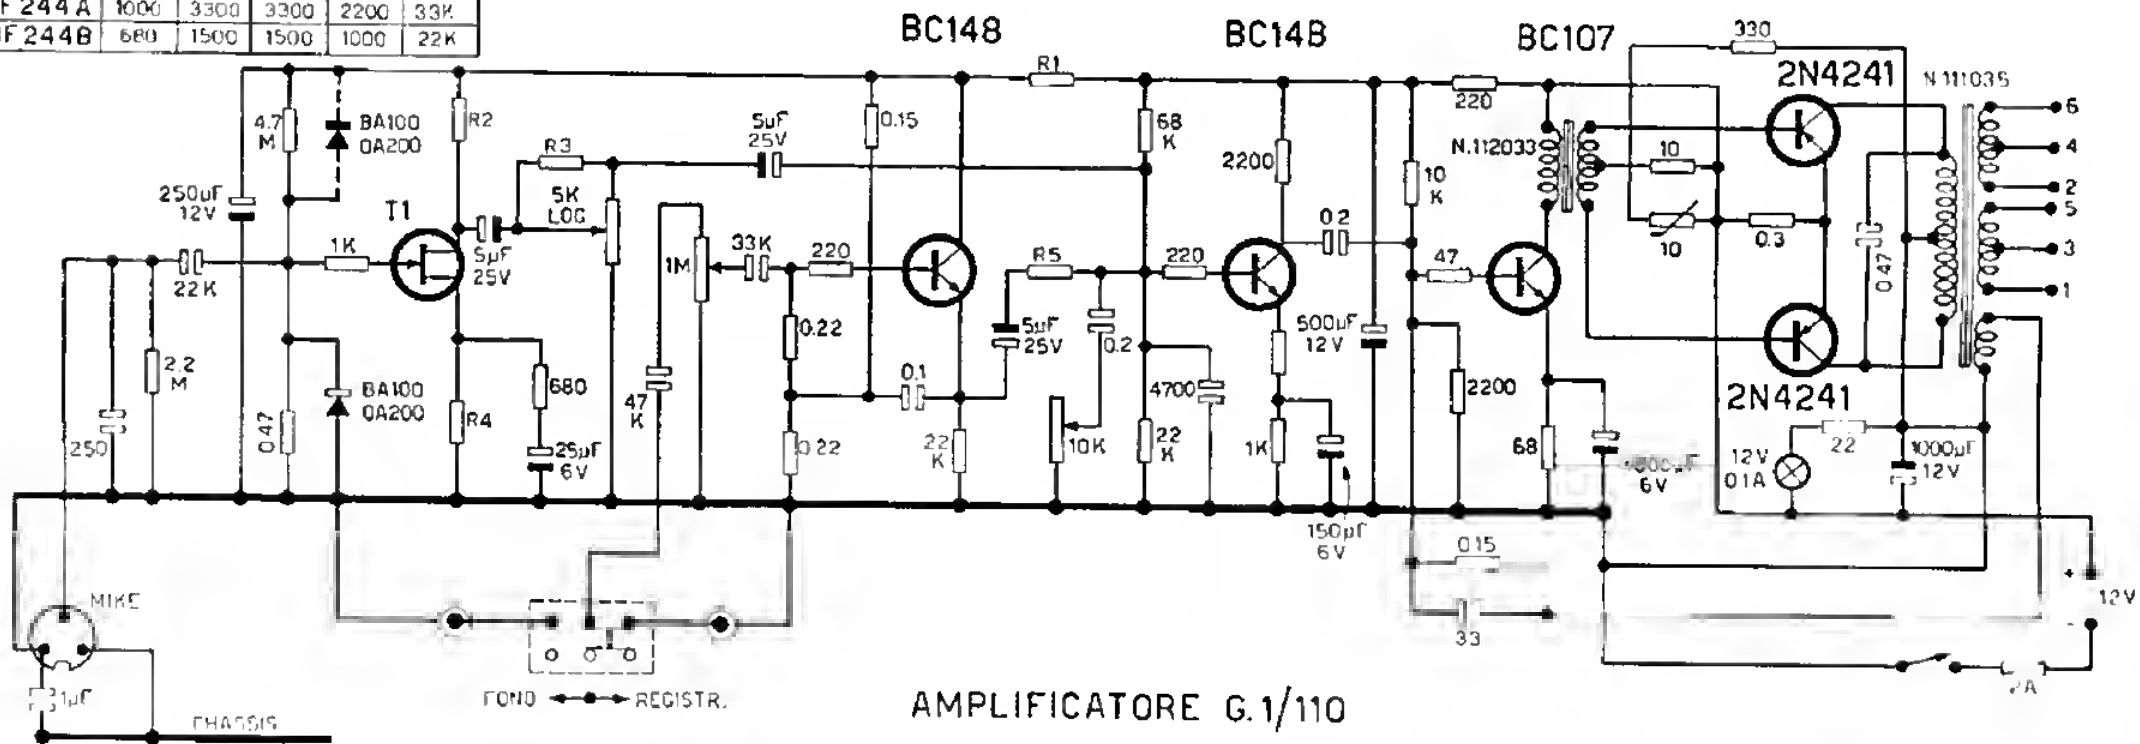 F 244 A 1000 3300 3300 2200 33K
F 244B 680 1500 1500 1000 22K
BC148
BC14B
BC107
330
2N4241
N.111035
R1
220
4.7
M
BA100
OA200
R2
0.15
68
K
2200
10
K
N.112033
10
6
4
2
5
3
1
R3
5µF
25V
5K
LOG
250uF
12V
T1
1K
5µF
25V
22K
1M
33K
220
R5
220
0.2
47
10
0.3
0.47
2.2
M
250
0.47
BA100
OA200
R4
680
25µF
6V
47
K
0.22
0.22
0.1
22
K
5µF
25V
0.2
10K
4700
22
K
1K
500µF
12V
2200
68
6V
2N4241
22
12V
0.1A
1000µF
12V
150µF
6V
0.15
33
+
12V
-
2A
MIKE
1µF
CHASSIS
FONO
REGISTR.
AMPLIFICATORE G.1/110